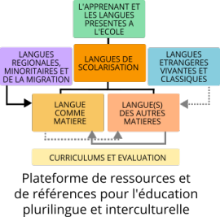 L'APPRENANT ET
LES LANGUES
PRESENTES A
L'ECOLE
LANGUES
REGIONALES,
MINORITAIRES ET
DE LA MIGRATION
LANGUES DE
SCOLARISATION
LANGUES
ETRANGERES
VIVANTES ET
CLASSIQUES
LANGUE
COMME
MATIERE
LANGUE(S)
DES AUTRES
MATIERES
CURRICULUMS ET EVALUATION
Plateforme de ressources et
de références pour l'éducation
plurilingue et interculturelle